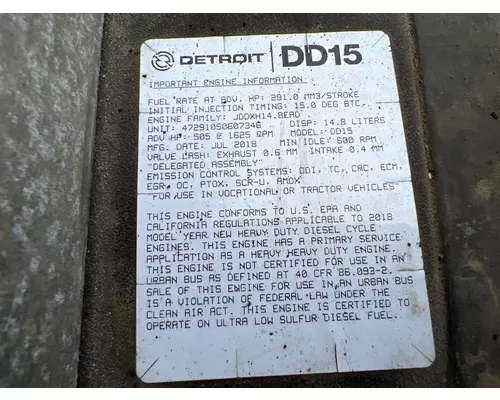 DETROIT DD15
IMPORTANT ENGINE INFORMATION:
FUEL RATE AT ADV. HP: 291.0 MM3/STROKE
INITIAL INJECTION TIMING: 15.0 DEG BTC.
ENGINE FAMILY: JDDXH14.8EAD
UNIT: 472910S0607346 DISP: 14.8 LITERS
ADV HP: 505 @ 1625 RPM MODEL: DD15
MFG. DATE: JUL 2018 MIN IDLE: 600 RPM
VALVE LASH: EXHAUST 0.6 MM INTAKE 0.4 MM
"DELEGATED ASSEMBLY"
EMISSION CONTROL SYSTEMS: DDI, TC, CAC, ECM,
EGR, OC, PTOX, SCR-U, AMOX
"FOR USE IN VOCATIONAL OR TRACTOR VEHICLES"
THIS ENGINE CONFORMS TO U.S. EPA AND
CALIFORNIA REGULATIONS APPLICABLE TO 2018
MODEL YEAR NEW HEAVY DUTY DIESEL CYCLE
ENGINES. THIS ENGINE HAS A PRIMARY SERVICE
APPLICATION AS A HEAVY HEAVY DUTY ENGINE.
THIS ENGINE IS NOT CERTIFIED FOR USE IN AN
URBAN BUS AS DEFINED AT 40 CFR 86.093-2.
SALE OF THIS ENGINE FOR USE IN AN URBAN BUS
IS A VIOLATION OF FEDERAL LAW UNDER THE
CLEAN AIR ACT. THIS ENGINE IS CERTIFIED TO
OPERATE ON ULTRA LOW SULFUR DIESEL FUEL.